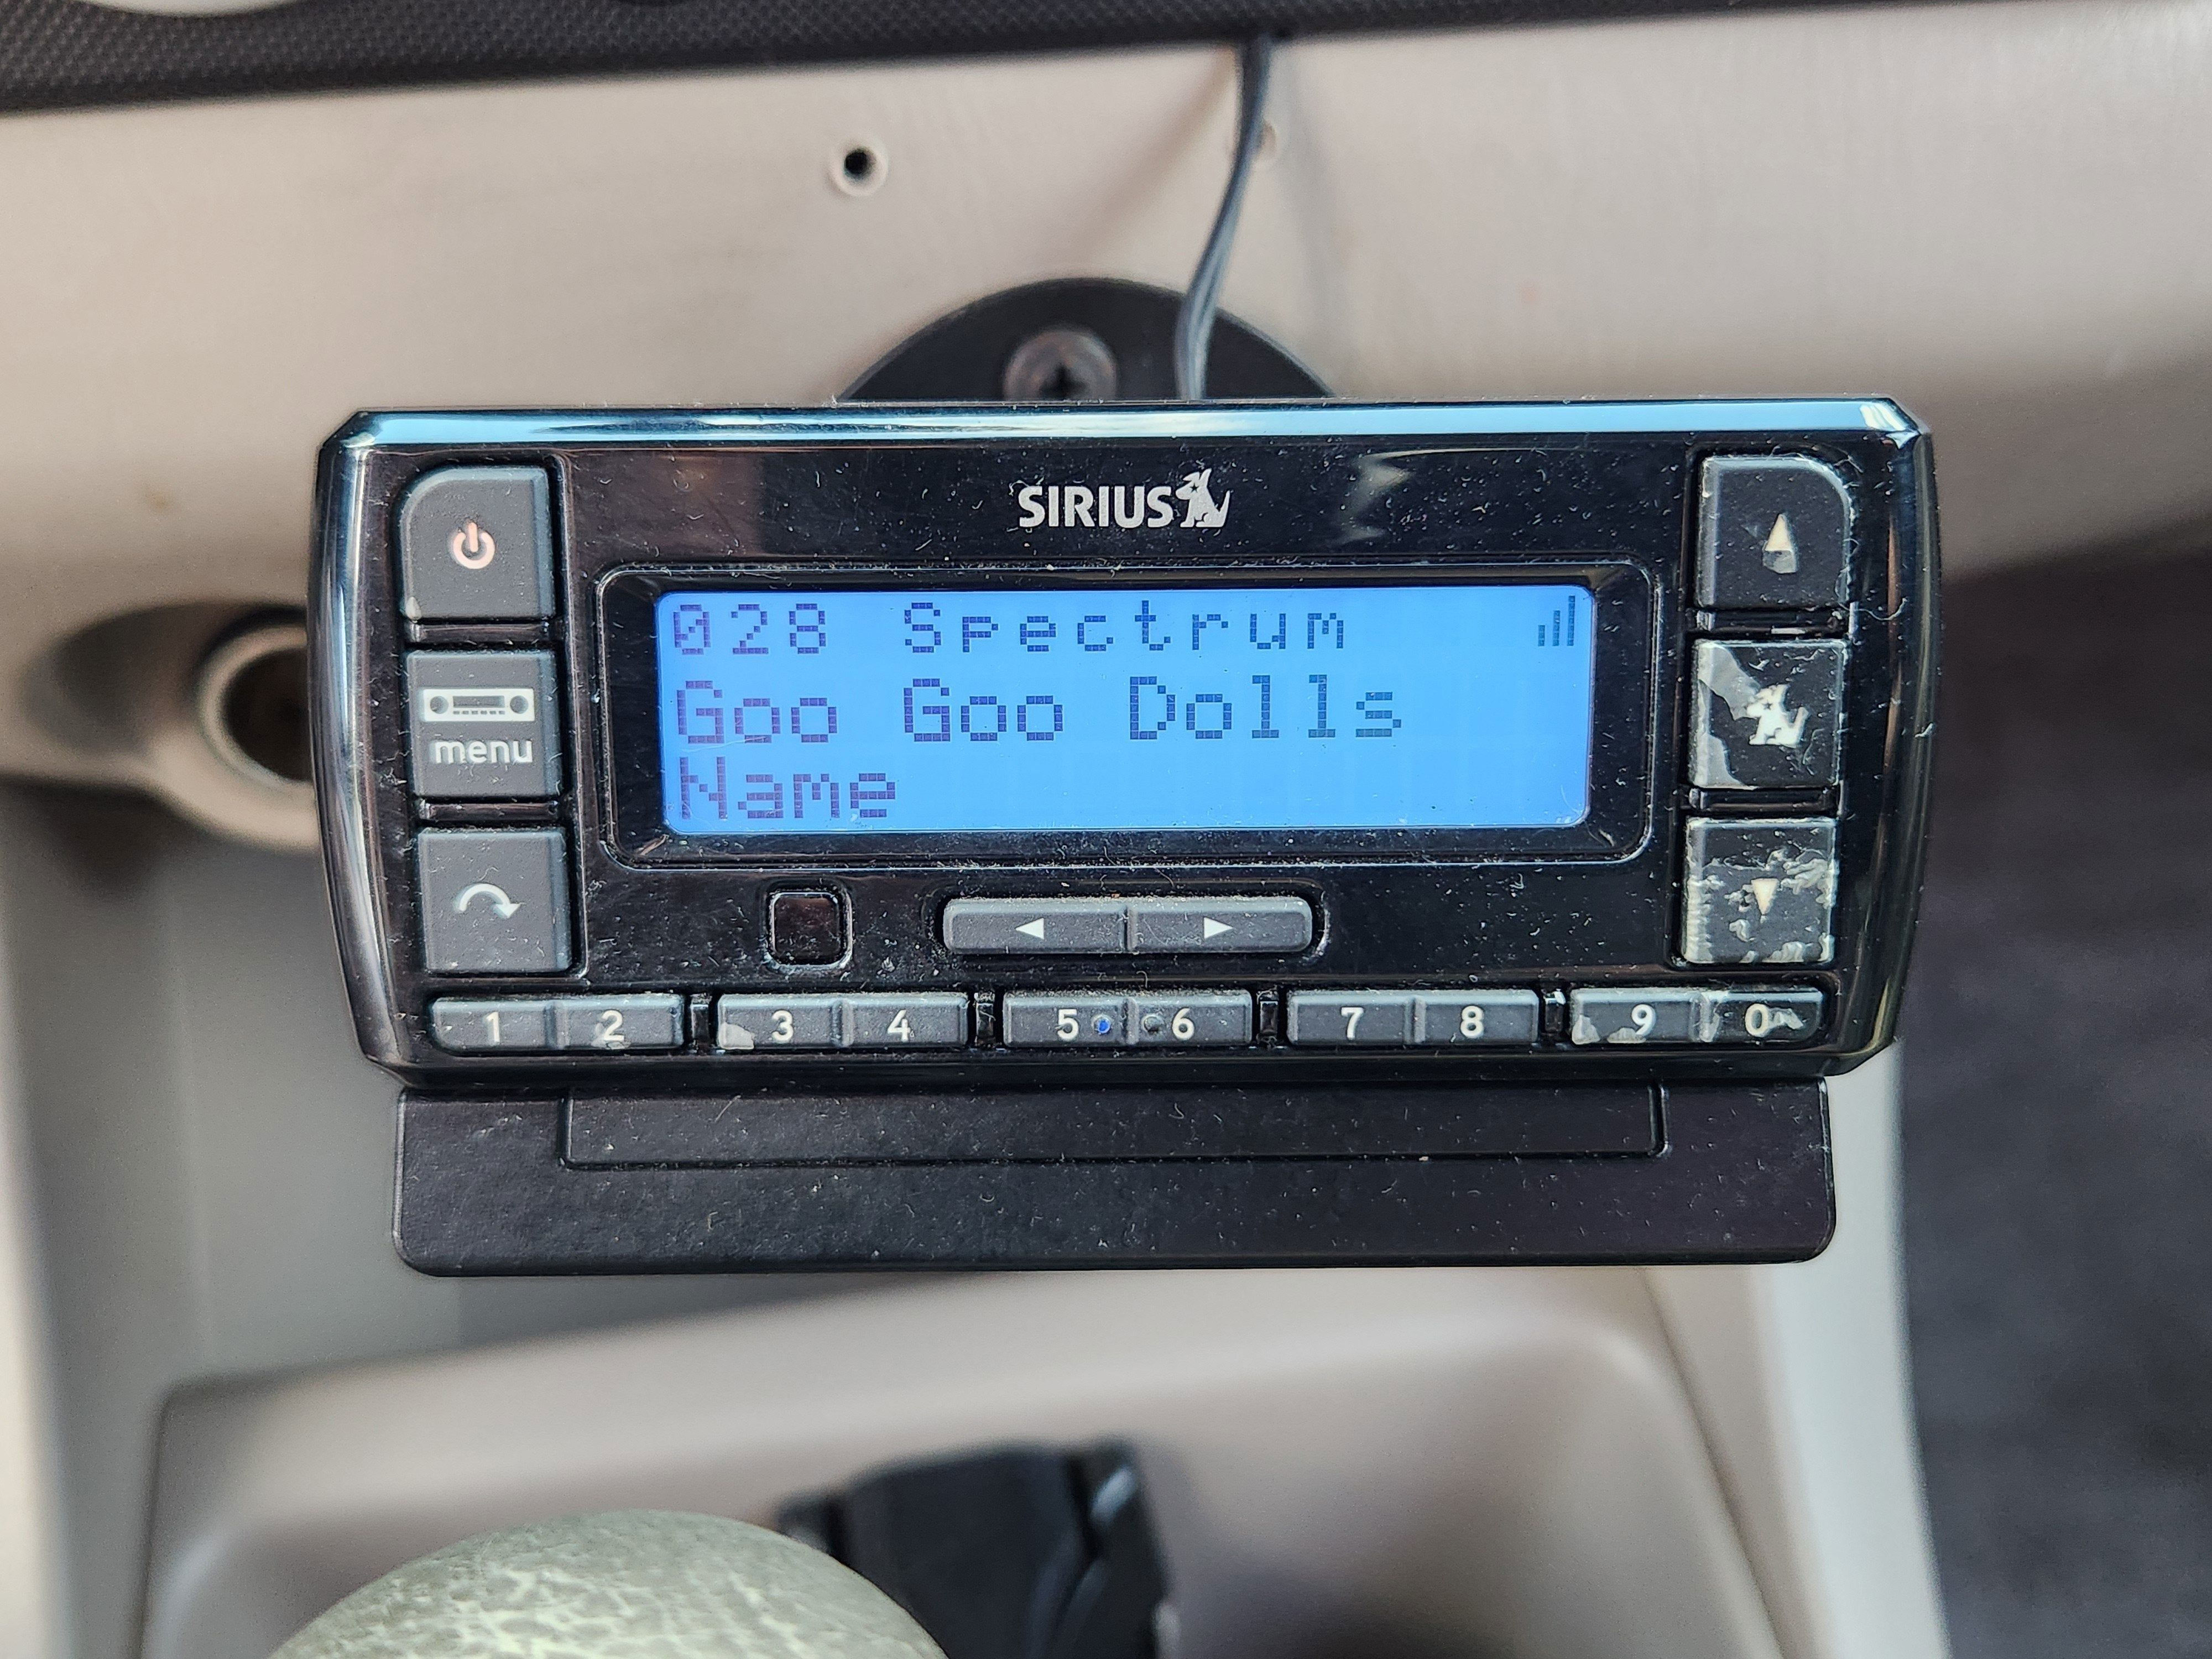 SIRIUS
028 Spectrum
Goo Goo Dolls
Name
menu
1 2 3 4 5 6 7 8 9 0